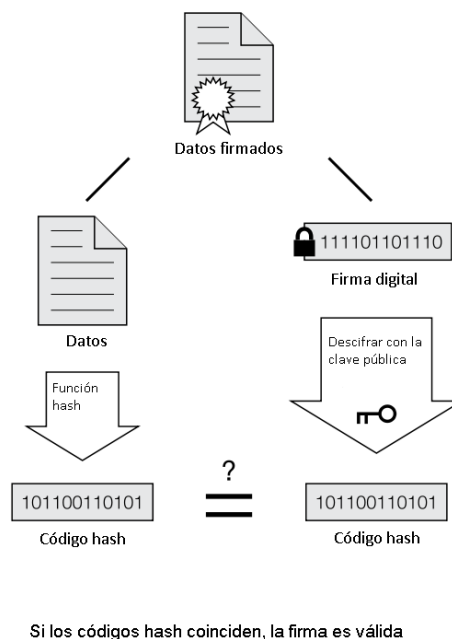 Datos firmados
111101101110
Firma digital
Datos
Descifrar con la
clave pública
Función
hash
?
101100110101
101100110101
Código hash
Código hash
Si los códigos hash coinciden, la firma es válida